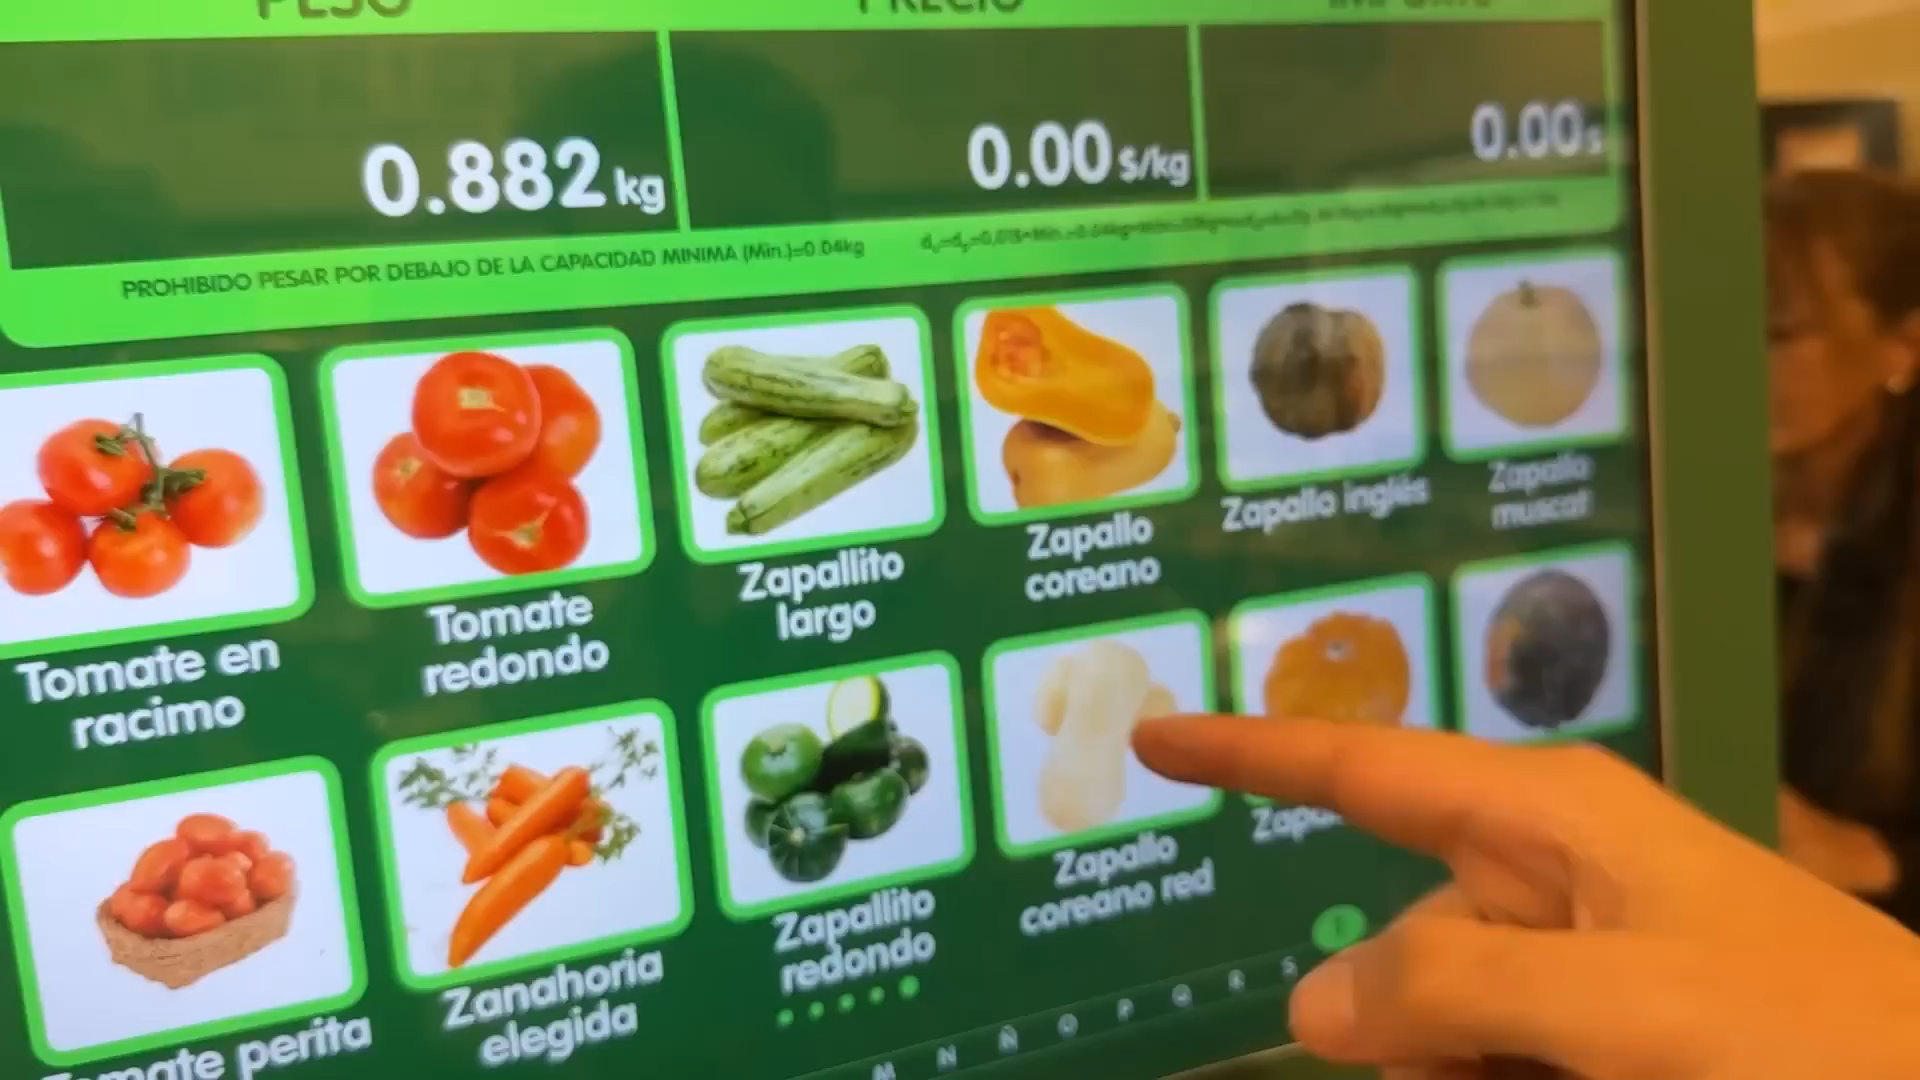 PESO PRECIO
0.882 kg 0.00 $/kg 0.00 $
PROHIBIDO PESAR POR DEBAJO DE LA CAPACIDAD MINIMA (Min.)=0.04kg
Tomate en
racimo
Tomate
redondo
Zapallito
largo
Zapallo
coreano
Zapallo inglés
Zapallo
muscat
Tomate perita
Zanahoria
elegida
Zapallito
redondo
Zapallo
coreano red
M N Ñ O P Q R S